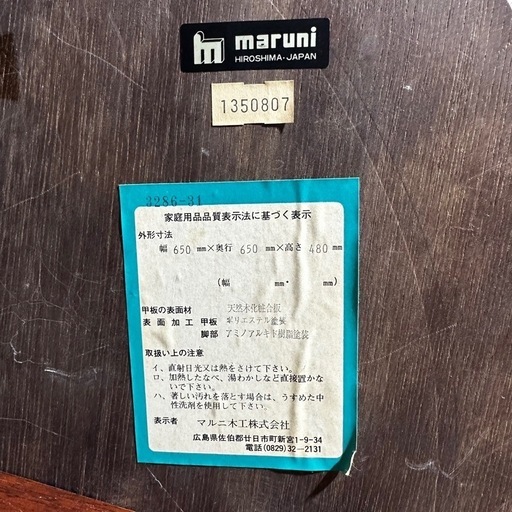 m maruni
HIROSHIMA-JAPAN
1350807
3286-31
家庭用品品質表示法に基づく表示
外形寸法
幅 650 mm×奥行 650 mm×高さ 480 mm
(幅 mm・ mm)
甲板の表面材 天然木化粧合板
表面加工 甲板 ポリエステル塗装
脚部 アミノアルキド樹脂塗装
取扱い上の注意
イ、直射日光又は熱をさけて下さい。
ロ、加熱したなべ、湯わかしなど直接置かな
いで下さい。
ハ、著しい汚れを落とす場合は、うすめた中
性洗剤を使用して下さい。
表示者 マルニ木工株式会社
広島県佐伯郡廿日市町新宮1-9-34
電話(0829)32-2131